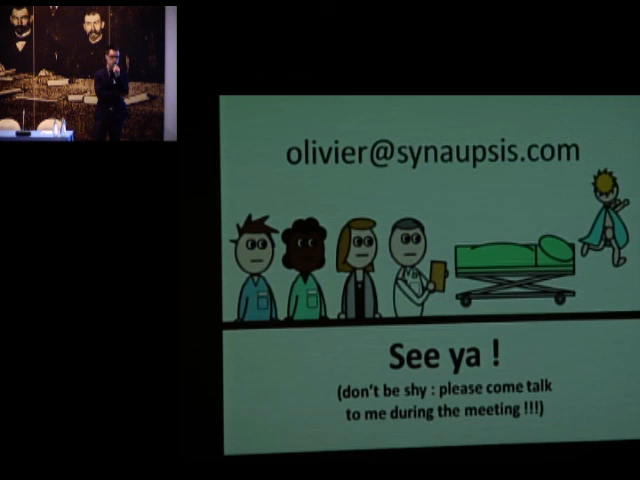 olivier@synaupsis.com
See ya !
(don't be shy : please come talk
to me during the meeting !!!)